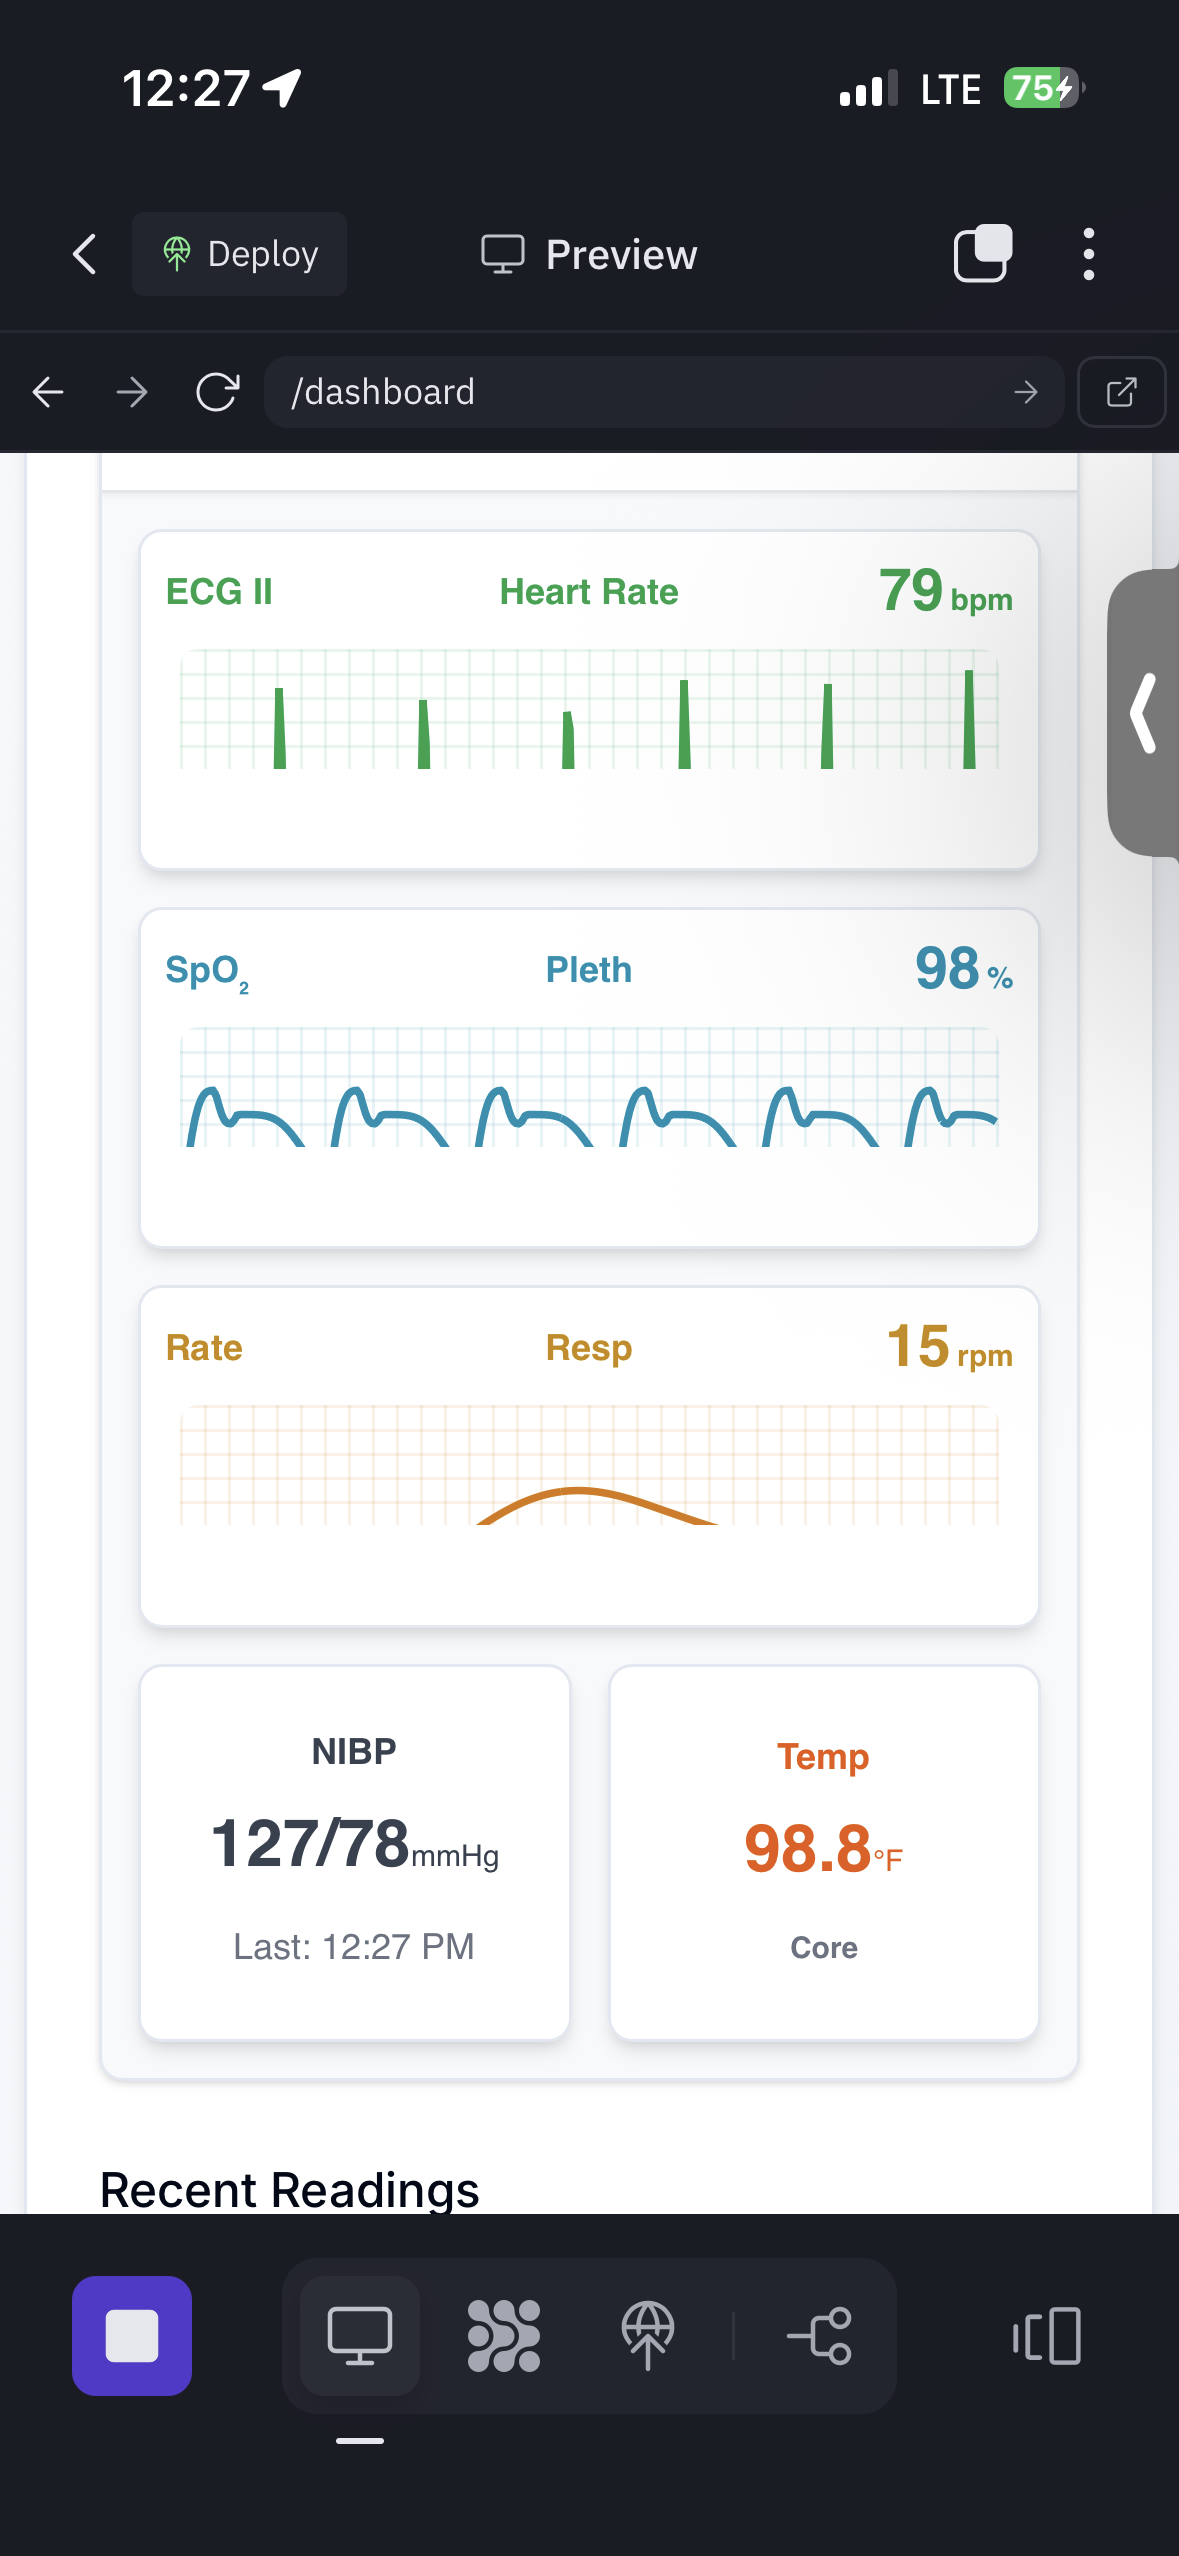 12:27
LTE
75
Deploy
Preview
/dashboard
ECG II Heart Rate 79 bpm
SpO₂ Pleth 98 %
Rate Resp 15 rpm
NIBP
127/78mmHg
Last: 12:27 PM
Temp
98.8°F
Core
Recent Readings